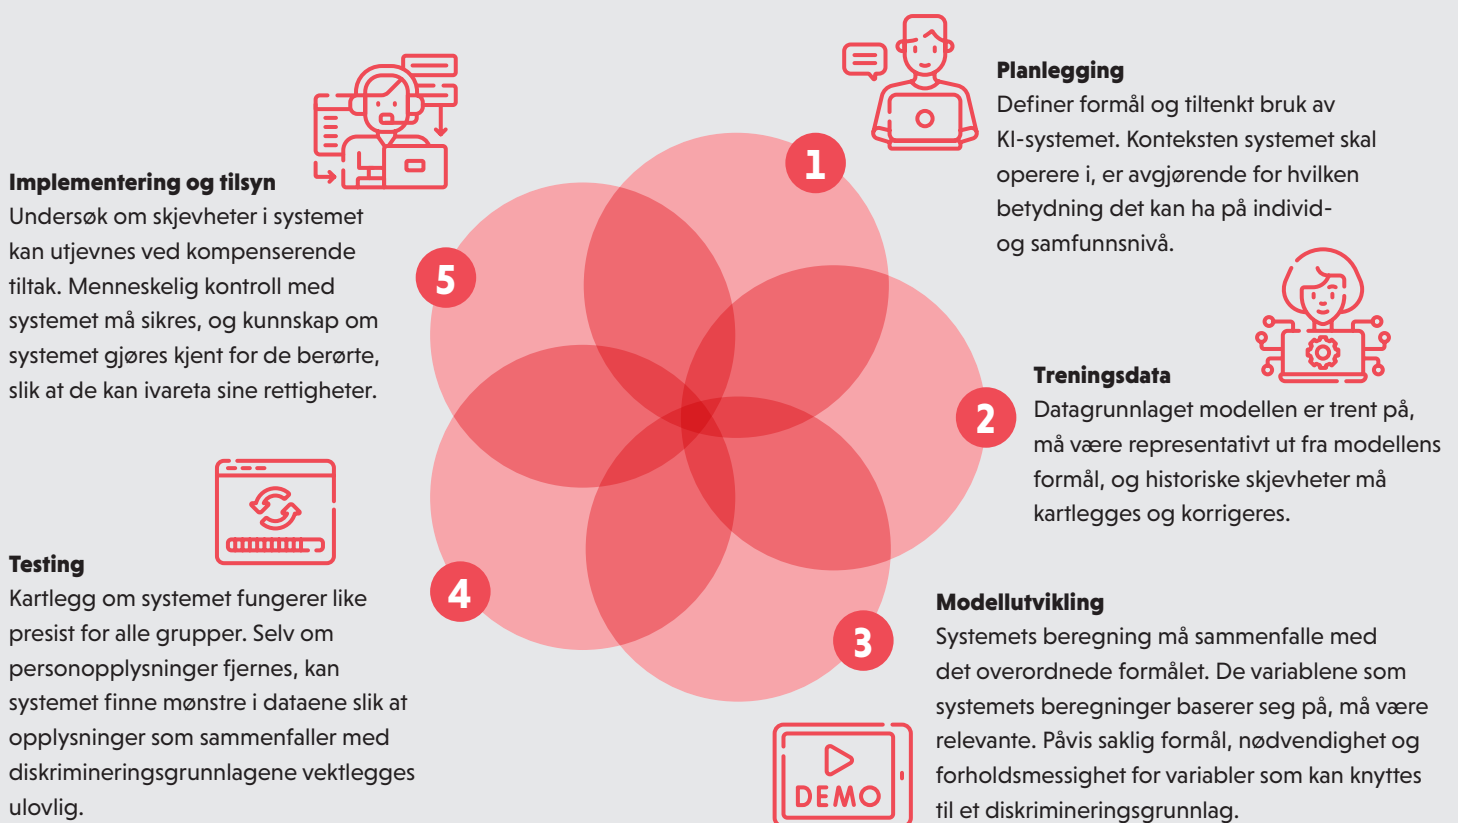 1
Planlegging
Definer formål og tiltenkt bruk av
KI-systemet. Konteksten systemet skal
operere i, er avgjørende for hvilken
betydning det kan ha på individ-
og samfunnsnivå.
2
Treningsdata
Datagrunnlaget modellen er trent på,
må være representativt ut fra modellens
formål, og historiske skjevheter må
kartlegges og korrigeres.
3
Modellutvikling
Systemets beregning må sammenfalle med
det overordnede formålet. De variablene som
systemets beregninger baserer seg på, må være
relevante. Påvis saklig formål, nødvendighet og
forholdsmessighet for variabler som kan knyttes
til et diskrimineringsgrunnlag.
DEMO
4
Testing
Kartlegg om systemet fungerer like
presist for alle grupper. Selv om
personopplysninger fjernes, kan
systemet finne mønstre i dataene slik at
opplysninger som sammenfaller med
diskrimineringsgrunnlagene vektlegges
ulovlig.
5
Implementering og tilsyn
Undersøk om skjevheter i systemet
kan utjevnes ved kompenserende
tiltak. Menneskelig kontroll med
systemet må sikres, og kunnskap om
systemet gjøres kjent for de berørte,
slik at de kan ivareta sine rettigheter.